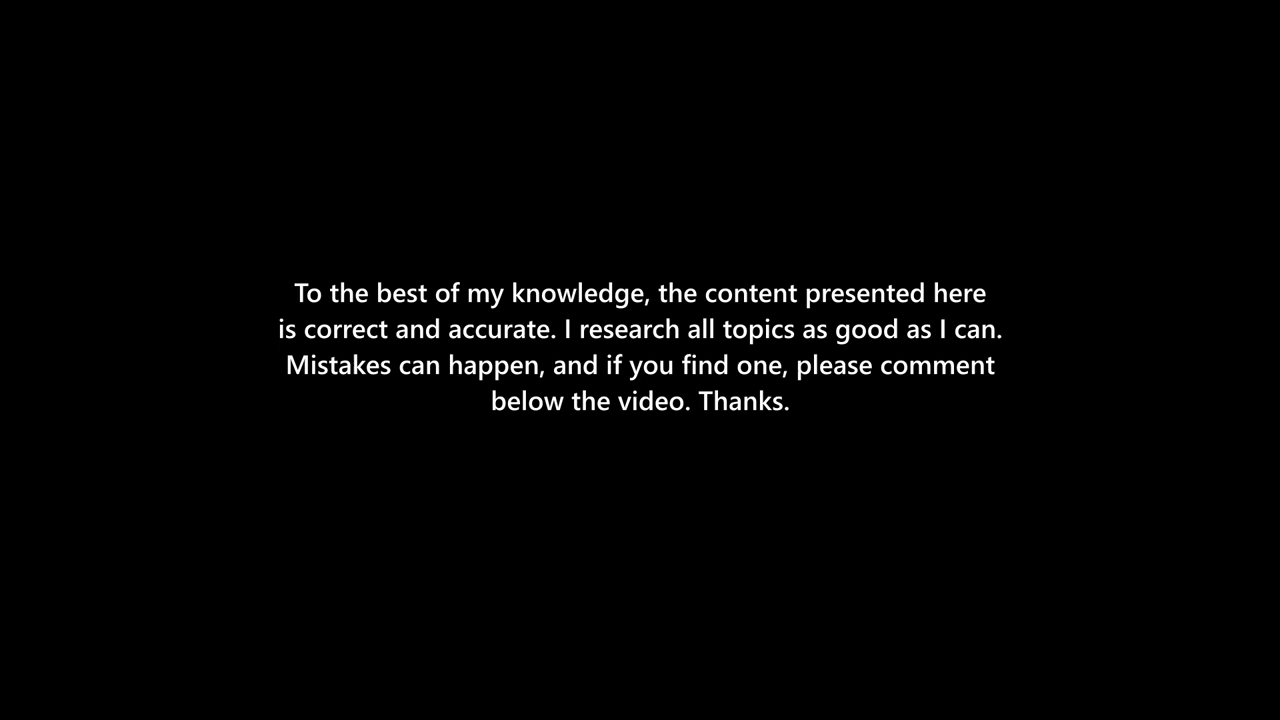 To the best of my knowledge, the content presented here
is correct and accurate. I research all topics as good as I can.
Mistakes can happen, and if you find one, please comment
below the video. Thanks.